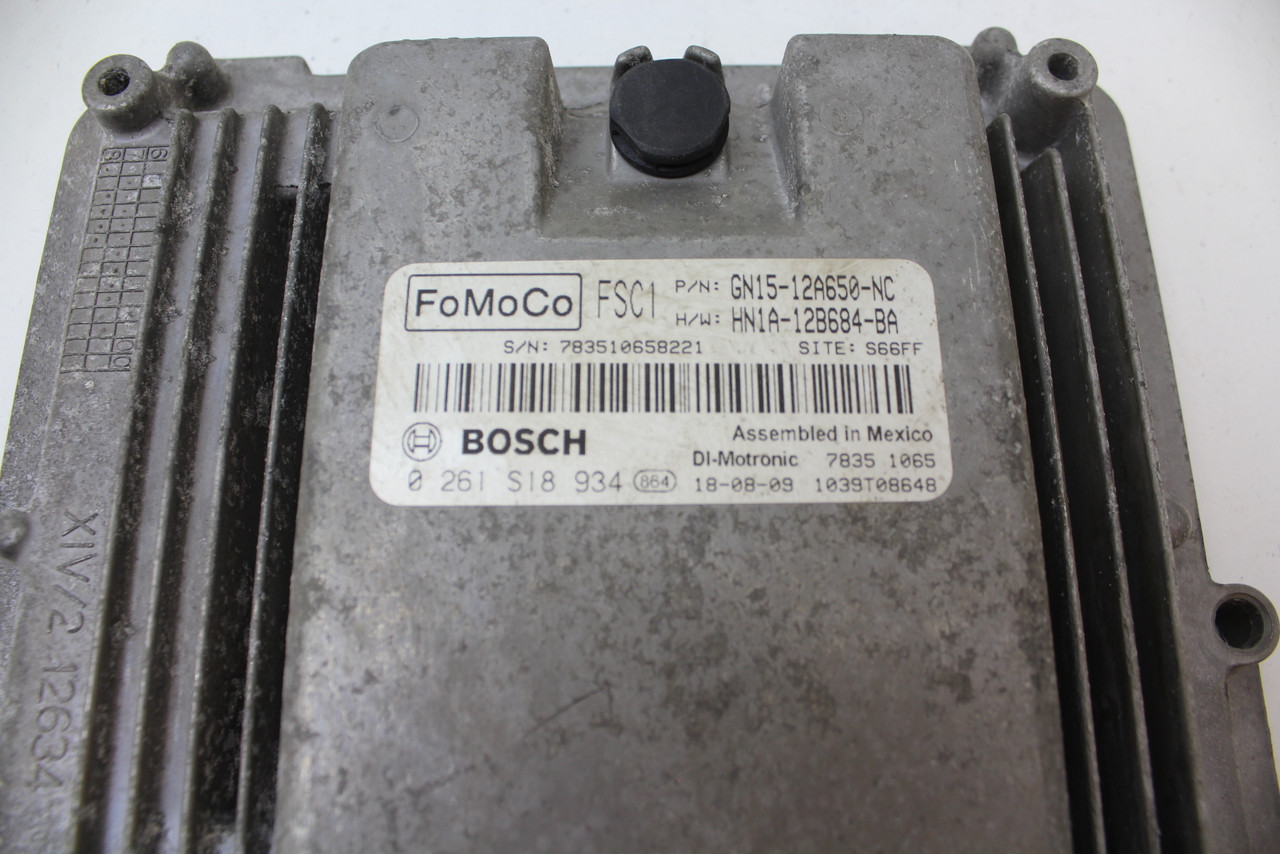 FoMoCo FSC1 P/N: GN15-12A650-NC
H/W: HN1A-12B684-BA
S/N: 783510658221 SITE: S66FF
BOSCH Assembled in Mexico
DI-Motronic 7835 1065
0 261 S18 934 864 18-08-09 1039T08648
XIV/2 12634